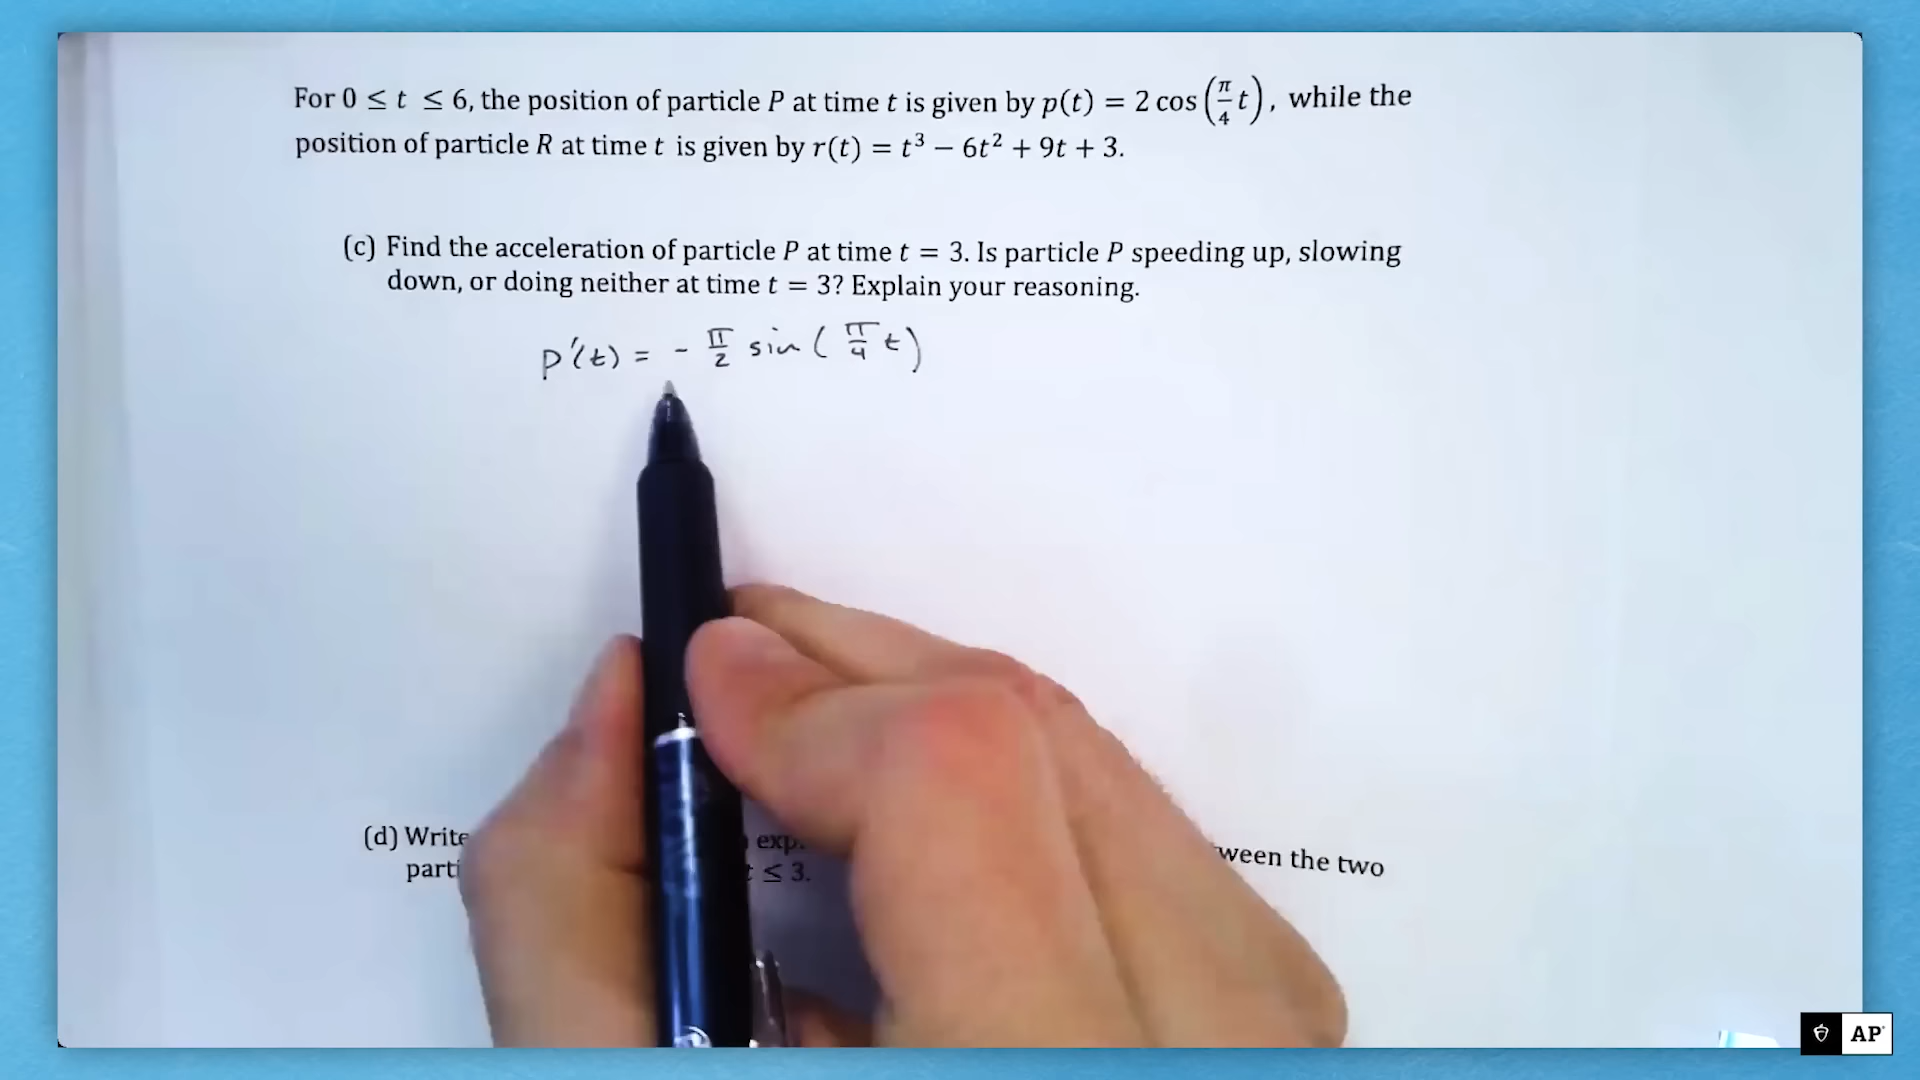 For 0 ≤ t ≤ 6, the position of particle P at time t is given by p(t) = 2 cos(π/4 t), while the
position of particle R at time t is given by r(t) = t³ − 6t² + 9t + 3.
(c) Find the acceleration of particle P at time t = 3. Is particle P speeding up, slowing
down, or doing neither at time t = 3? Explain your reasoning.
p'(t) = - π/2 sin( π/4 t)
(d) Write
ween the two
t ≤ 3.
AP